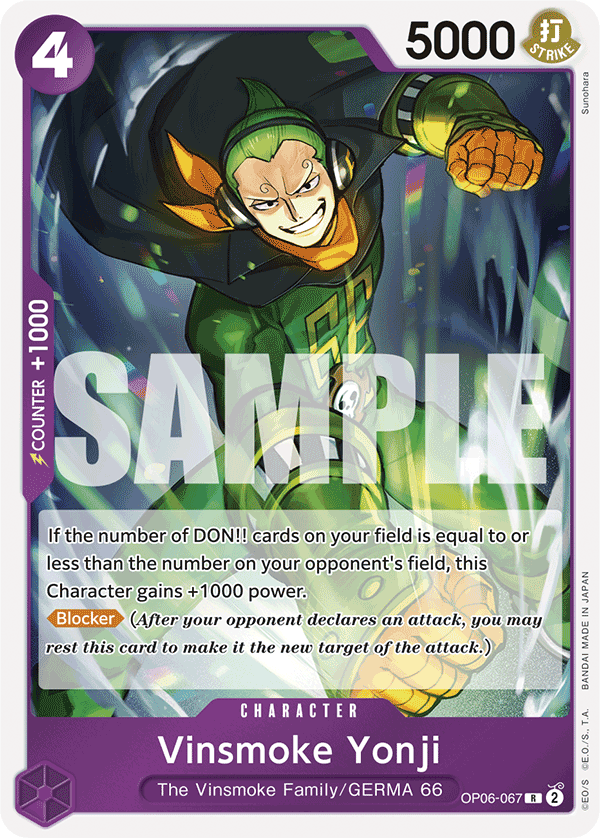 4
5000
打
STRIKE
Sunohara
COUNTER +1000
66
SAMPLE
If the number of DON!! cards on your field is equal to or
less than the number on your opponent's field, this
Character gains +1000 power.
Blocker (After your opponent declares an attack, you may
rest this card to make it the new target of the attack.)
CHARACTER
Vinsmoke Yonji
The Vinsmoke Family/GERMA 66
OP06-067 R 2
©EO/S ©E.O./S., T.A. BANDAI MADE IN JAPAN